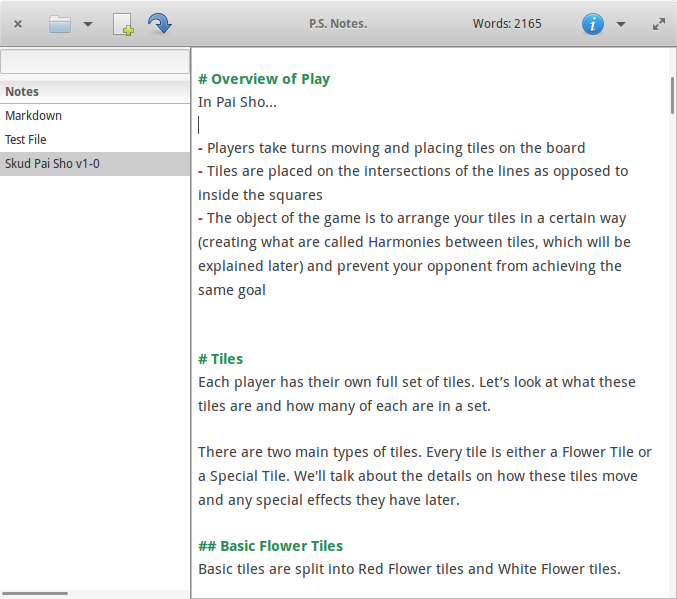 P.S. Notes.
Words: 2165
Notes
Markdown
Test File
Skud Pai Sho v1-0
# Overview of Play
In Pai Sho...
- Players take turns moving and placing tiles on the board
- Tiles are placed on the intersections of the lines as opposed to
inside the squares
- The object of the game is to arrange your tiles in a certain way
(creating what are called Harmonies between tiles, which will be
explained later) and prevent your opponent from achieving the
same goal
# Tiles
Each player has their own full set of tiles. Let’s look at what these
tiles are and how many of each are in a set.
There are two main types of tiles. Every tile is either a Flower Tile or
a Special Tile. We'll talk about the details on how these tiles move
and any special effects they have later.
## Basic Flower Tiles
Basic tiles are split into Red Flower tiles and White Flower tiles.